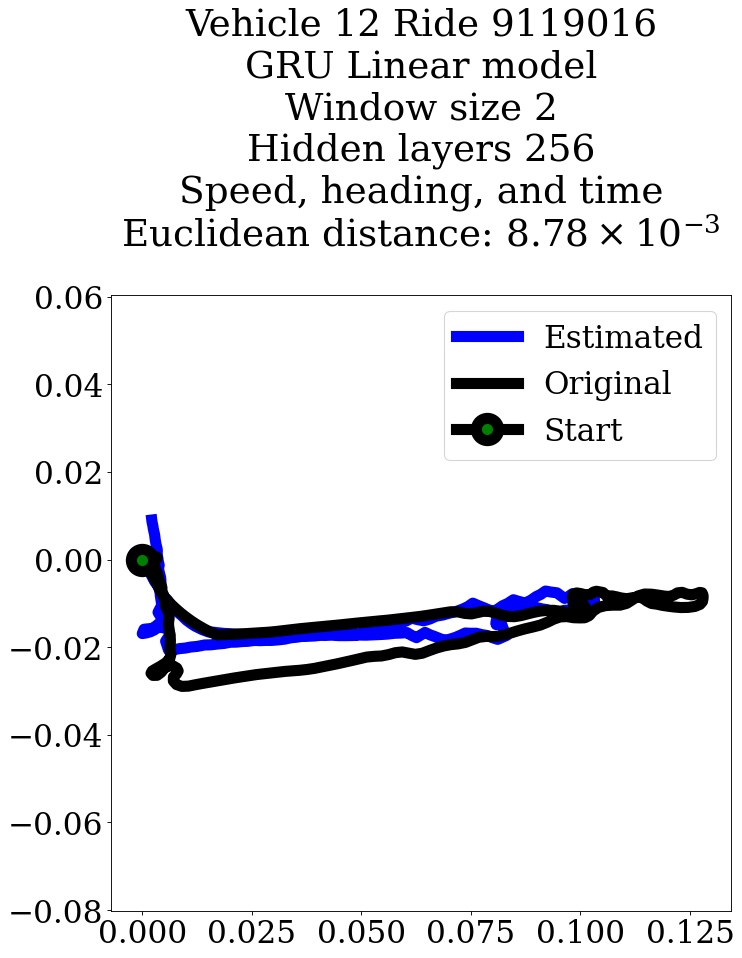 Vehicle 12 Ride 9119016
GRU Linear model
Window size 2
Hidden layers 256
Speed, heading, and time
Euclidean distance: 8.78 × 10⁻³
Estimated
Original
Start
0.06
0.04
0.02
0.00
−0.02
−0.04
−0.06
−0.08
0.000 0.025 0.050 0.075 0.100 0.125